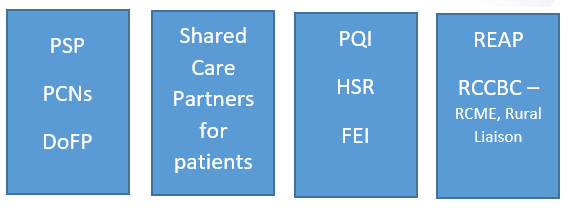 PSP
PCNs
DoFP
Shared
Care
Partners
for
patients
PQI
HSR
FEI
REAP
RCCBC –
RCME, Rural
Liaison